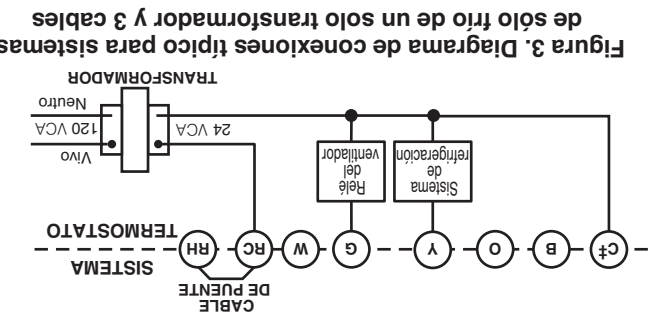 CABLE
DE PUENTE
SISTEMA
C‡ B O Y G W RC RH
TERMOSTATO
Sistema
de
refrigeración
Relé
del
ventilador
Vivo
24 VCA
120 VCA
Neutro
TRANSFORMADOR
Figura 3. Diagrama de conexiones típico para sistemas
de sólo frío de un solo transformador y 3 cables